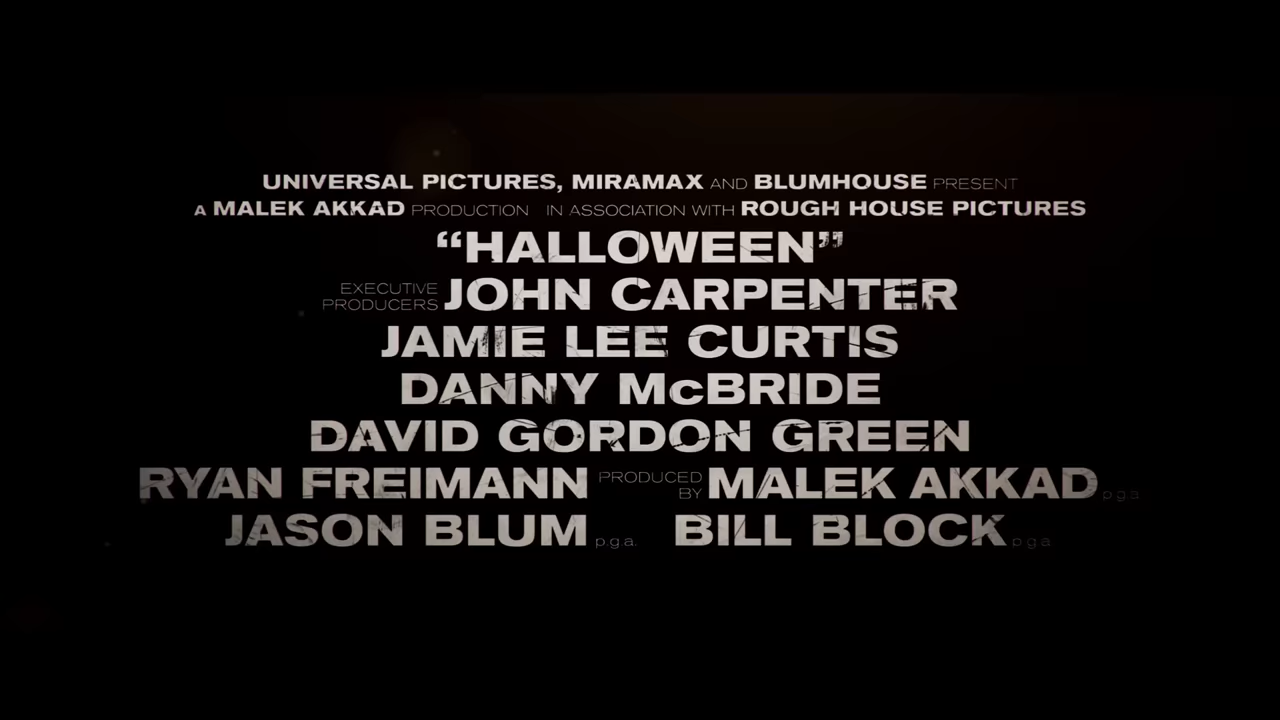 UNIVERSAL PICTURES, MIRAMAX AND BLUMHOUSE PRESENT
A MALEK AKKAD PRODUCTION IN ASSOCIATION WITH ROUGH HOUSE PICTURES
“HALLOWEEN”
EXECUTIVE PRODUCERS JOHN CARPENTER
JAMIE LEE CURTIS
DANNY McBRIDE
DAVID GORDON GREEN
RYAN FREIMANN PRODUCED BY MALEK AKKAD p.g.a.
JASON BLUM p.g.a. BILL BLOCK p.g.a.